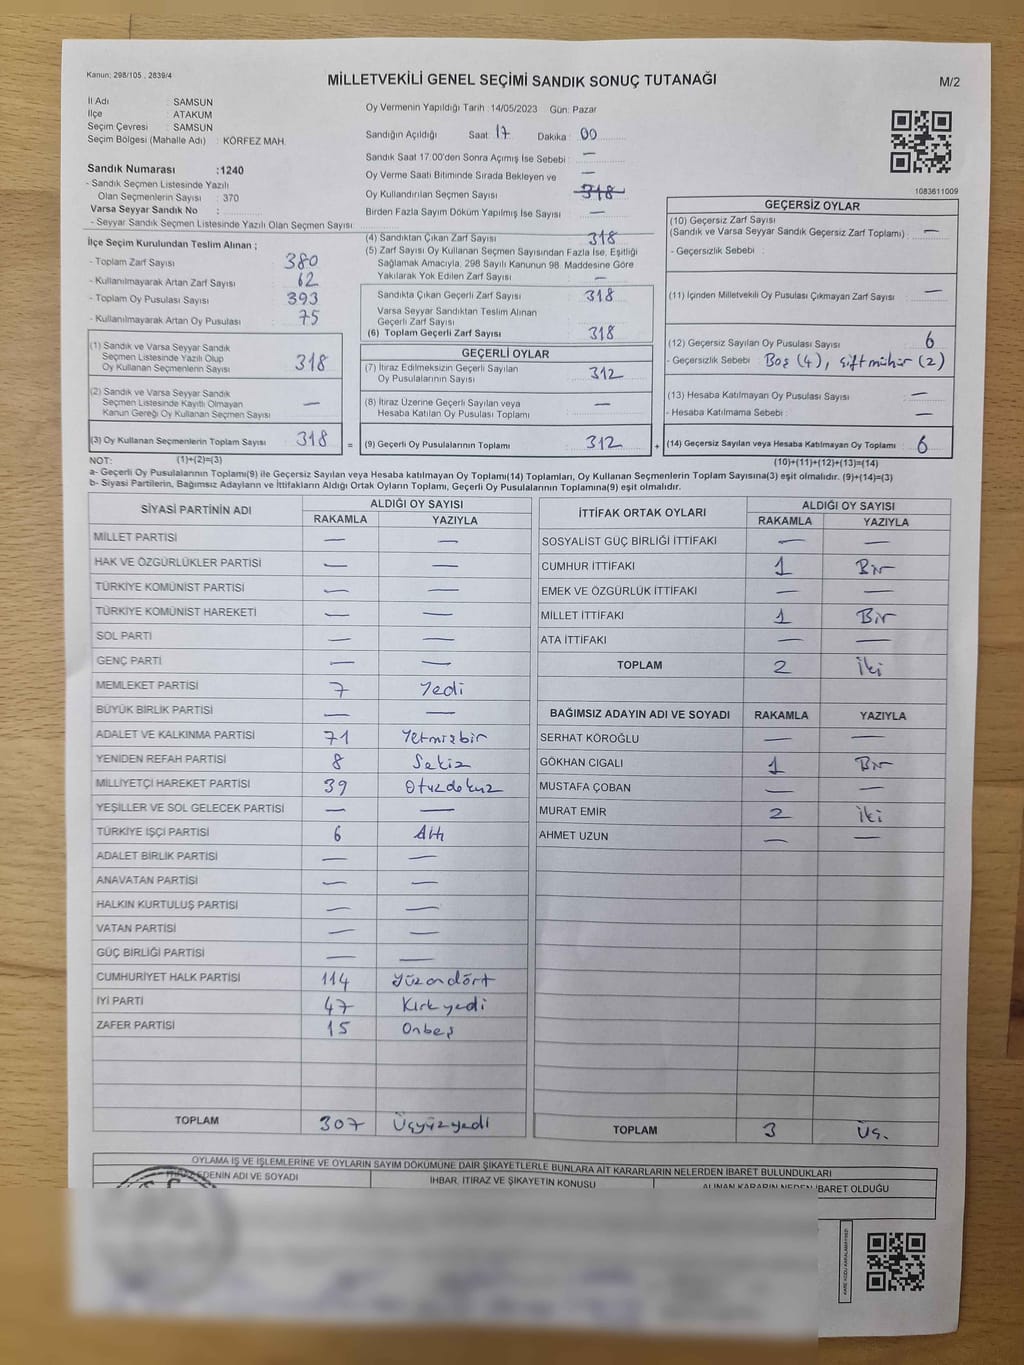 Kanun; 298/105 , 2839/4
MİLLETVEKİLİ GENEL SEÇİMİ SANDIK SONUÇ TUTANAĞI
M/2
İl Adı : SAMSUN
İlçe : ATAKUM
Seçim Çevresi : SAMSUN
Seçim Bölgesi (Mahalle Adı) : KÖRFEZ MAH.
Sandık Numarası :1240
- Sandık Seçmen Listesinde Yazılı
Olan Seçmenlerin Sayısı : 370
Varsa Seyyar Sandık No :
- Seyyar Sandık Seçmen Listesinde Yazılı Olan Seçmen Sayısı
İlçe Seçim Kurulundan Teslim Alınan ;
- Toplam Zarf Sayısı 380
- Kullanılmayarak Artan Zarf Sayısı 62
- Toplam Oy Pusulası Sayısı 393
- Kullanılmayarak Artan Oy Pusulası 75
(1) Sandık ve Varsa Seyyar Sandık
Seçmen Listesinde Yazılı Olup
Oy Kullanan Seçmenlerin Sayısı 318
(2) Sandık ve Varsa Seyyar Sandık
Seçmen Listesinde Kayıtlı Olmayan
Kanun Gereği Oy Kullanan Seçmen Sayısı —
(3) Oy Kullanan Seçmenlerin Toplam Sayısı 318
(1)+(2)=(3)
Oy Vermenin Yapıldığı Tarih :14/05/2023 Gün: Pazar
Sandığın Açıldığı Saat: 17 Dakika: 00
Sandık Saat 17.00'den Sonra Açımış İse Sebebi : —
Oy Verme Saati Bitiminde Sırada Bekleyen ve —
Oy Kullandırılan Seçmen Sayısı 318
Birden Fazla Sayım Döküm Yapılmış İse Sayısı —
(4) Sandıktan Çıkan Zarf Sayısı 318
(5) Zarf Sayısı Oy Kullanan Seçmen Sayısından Fazla İse, Eşitliği
Sağlamak Amacıyla, 298 Sayılı Kanunun 98. Maddesine Göre
Yakılarak Yok Edilen Zarf Sayısı —
Sandıkta Çıkan Geçerli Zarf Sayısı 318
Varsa Seyyar Sandıktan Teslim Alınan
Geçerli Zarf Sayısı
(6) Toplam Geçerli Zarf Sayısı 318
GEÇERLİ OYLAR
(7) İtiraz Edilmeksizin Geçerli Sayılan
Oy Pusulalarının Sayısı 312
(8) İtiraz Üzerine Geçerli Sayılan veya
Hesaba Katılan Oy Pusulası Toplamı —
= (9) Geçerli Oy Pusulalarının Toplamı 312 +
1083611009
GEÇERSİZ OYLAR
(10) Geçersiz Zarf Sayısı
(Sandık ve Varsa Seyyar Sandık Geçersiz Zarf Toplamı) : —
- Geçersizlik Sebebi :
(11) İçinden Milletvekili Oy Pusulası Çıkmayan Zarf Sayısı —
(12) Geçersiz Sayılan Oy Pusulası Sayısı 6
- Geçersizlik Sebebi Boş (4), çift mühür (2)
(13) Hesaba Katılmayan Oy Pusulası Sayısı —
- Hesaba Katılmama Sebebi : —
(14) Geçersiz Sayılan veya Hesaba Katılmayan Oy Toplamı : 6
(10)+(11)+(12)+(13)=(14)
NOT:
a- Geçerli Oy Pusulalarının Toplamı(9) ile Geçersiz Sayılan veya Hesaba katılmayan Oy Toplamı(14) Toplamları, Oy Kullanan Seçmenlerin Toplam Sayısına(3) eşit olmalıdır. (9)+(14)=(3)
b- Siyasi Partilerin, Bağımsız Adayların ve İttifakların Aldığı Ortak Oyların Toplamı, Geçerli Oy Pusulalarının Toplamına(9) eşit olmalıdır.
SİYASİ PARTİNİN ADI ALDIĞI OY SAYISI
RAKAMLA YAZIYLA
MİLLET PARTİSİ — —
HAK VE ÖZGÜRLÜKLER PARTİSİ — —
TÜRKİYE KOMÜNİST PARTİSİ — —
TÜRKİYE KOMÜNİST HAREKETİ — —
SOL PARTİ — —
GENÇ PARTİ — —
MEMLEKET PARTİSİ 7 Yedi
BÜYÜK BİRLİK PARTİSİ — —
ADALET VE KALKINMA PARTİSİ 71 Yetmişbir
YENİDEN REFAH PARTİSİ 8 Sekiz
MİLLİYETÇİ HAREKET PARTİSİ 39 Otuzdokuz
YEŞİLLER VE SOL GELECEK PARTİSİ — —
TÜRKİYE İŞÇİ PARTİSİ 6 Altı
ADALET BİRLİK PARTİSİ — —
ANAVATAN PARTİSİ — —
HALKIN KURTULUŞ PARTİSİ — —
VATAN PARTİSİ — —
GÜÇ BİRLİĞİ PARTİSİ — —
CUMHURİYET HALK PARTİSİ 114 Yüzondört
İYİ PARTİ 47 Kırkyedi
ZAFER PARTİSİ 15 Onbeş
TOPLAM 307 Üçyüzyedi
İTTİFAK ORTAK OYLARI ALDIĞI OY SAYISI
RAKAMLA YAZIYLA
SOSYALİST GÜÇ BİRLİĞİ İTTİFAKI — —
CUMHUR İTTİFAKI 1 Bir
EMEK VE ÖZGÜRLÜK İTTİFAKI — —
MİLLET İTTİFAKI 1 Bir
ATA İTTİFAKI — —
TOPLAM 2 İki
BAĞIMSIZ ADAYIN ADI VE SOYADI RAKAMLA YAZIYLA
SERHAT KÖROĞLU — —
GÖKHAN CIGALI 1 Bir
MUSTAFA ÇOBAN — —
MURAT EMİR 2 İki
AHMET UZUN — —
TOPLAM 3 Üç.
OYLAMA İŞ VE İŞLEMLERİNE VE OYLARIN SAYIM DÖKÜMÜNE DAİR ŞİKAYETLERLE BUNLARA AİT KARARLARIN NELERDEN İBARET BULUNDUKLARI
EDENİN ADI VE SOYADI İHBAR, İTİRAZ VE ŞİKAYETİN KONUSU ALINAN KARARIN NEDEN İBARET OLDUĞU